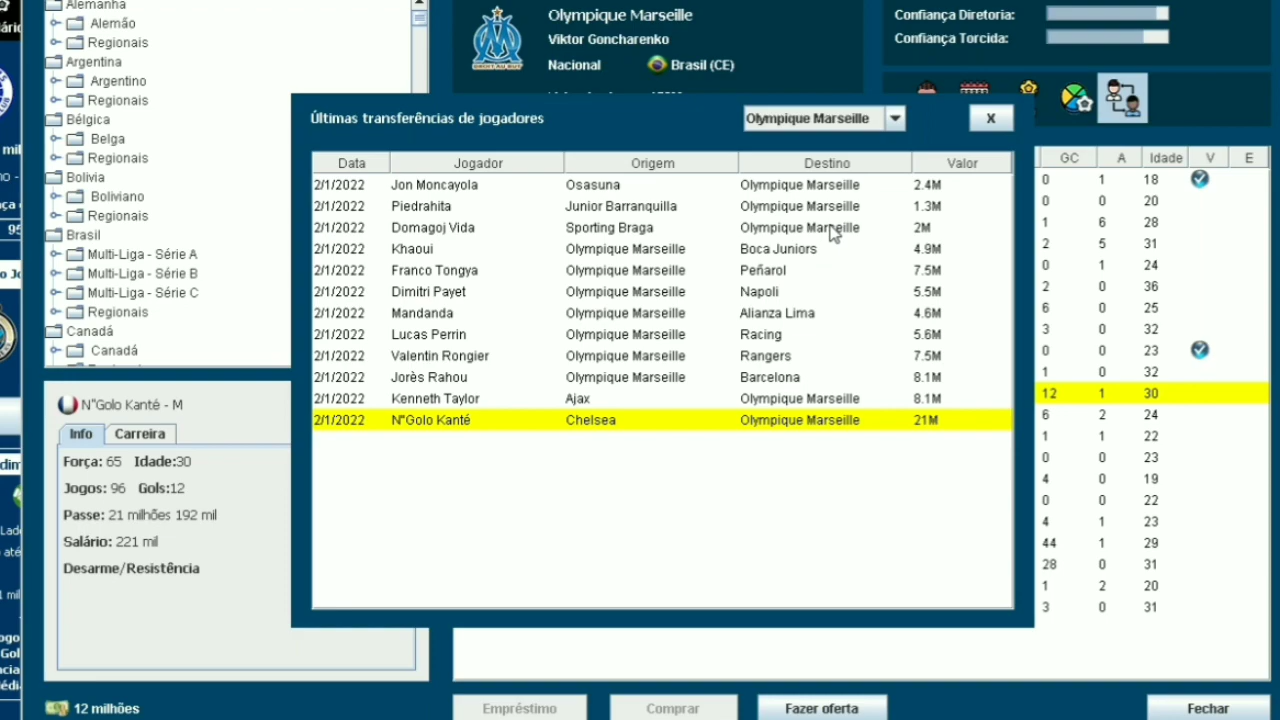 Alemanha
Alemão
Regionais
Argentina
Argentino
Regionais
Bélgica
Belga
Regionais
Bolivia
Boliviano
Regionais
Brasil
Multi-Liga - Série A
Multi-Liga - Série B
Multi-Liga - Série C
Regionais
Canadá
Canadá
Olympique Marseille
Viktor Goncharenko
Nacional Brasil (CE)
Confiança Diretoria:
Confiança Torcida:
Últimas transferências de jogadores Olympique Marseille X
Data Jogador Origem Destino Valor
2/1/2022 Jon Moncayola Osasuna Olympique Marseille 2.4M
2/1/2022 Piedrahita Junior Barranquilla Olympique Marseille 1.3M
2/1/2022 Domagoj Vida Sporting Braga Olympique Marseille 2M
2/1/2022 Khaoui Olympique Marseille Boca Juniors 4.9M
2/1/2022 Franco Tongya Olympique Marseille Peñarol 7.5M
2/1/2022 Dimitri Payet Olympique Marseille Napoli 5.5M
2/1/2022 Mandanda Olympique Marseille Alianza Lima 4.6M
2/1/2022 Lucas Perrin Olympique Marseille Racing 5.6M
2/1/2022 Valentin Rongier Olympique Marseille Rangers 7.5M
2/1/2022 Jorès Rahou Olympique Marseille Barcelona 8.1M
2/1/2022 Kenneth Taylor Ajax Olympique Marseille 8.1M
2/1/2022 N"Golo Kanté Chelsea Olympique Marseille 21M
GC A Idade V E
0 1 18
0 0 20
1 6 28
2 5 31
0 1 24
2 0 36
6 0 25
3 0 32
0 0 23
1 0 32
12 1 30
6 2 24
1 1 22
0 0 23
4 0 19
0 0 22
4 1 23
44 1 29
28 0 31
1 2 20
3 0 31
N"Golo Kanté - M
Info Carreira
Força: 65 Idade:30
Jogos: 96 Gols:12
Passe: 21 milhões 192 mil
Salário: 221 mil
Desarme/Resistência
12 milhões
Empréstimo Comprar Fazer oferta Fechar